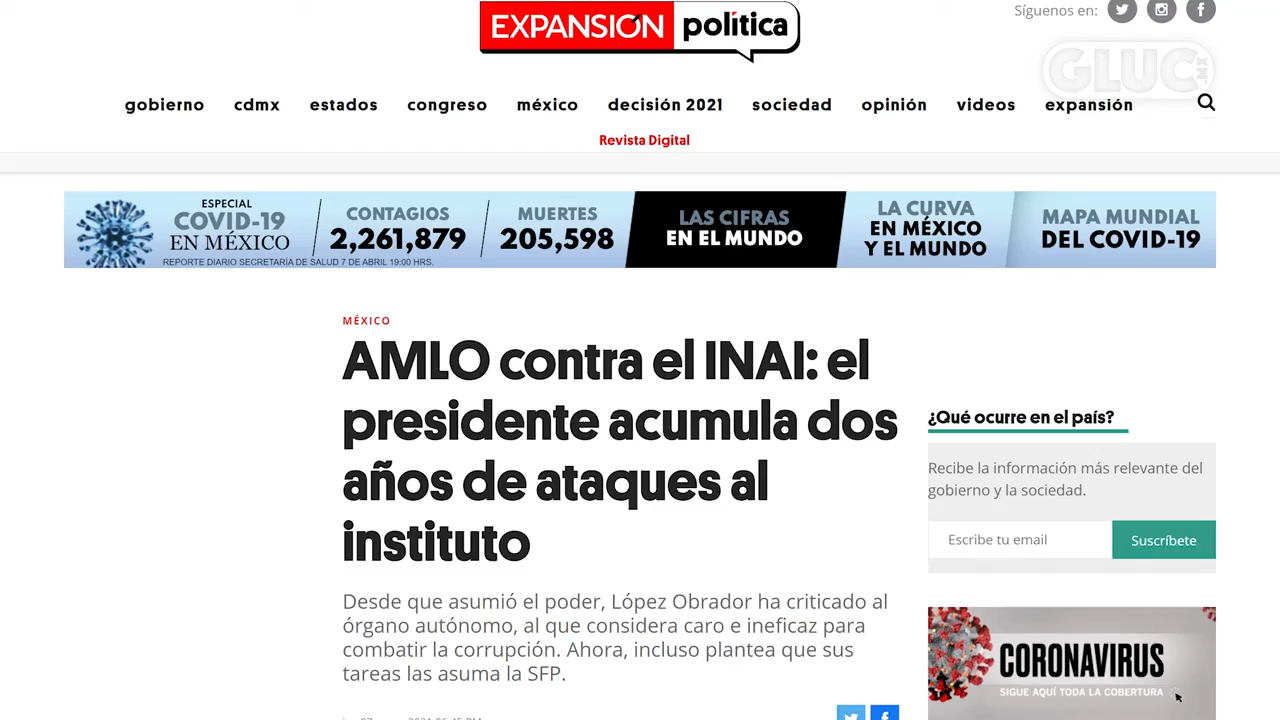 EXPANSIÓN política
Síguenos en:
GLUC.MX
gobierno cdmx estados congreso méxico decisión 2021 sociedad opinión videos expansión
Revista Digital
ESPECIAL
COVID-19
EN MÉXICO
CONTAGIOS
2,261,879
MUERTES
205,598
REPORTE DIARIO SECRETARÍA DE SALUD 7 DE ABRIL 19:00 HRS.
LAS CIFRAS
EN EL MUNDO
LA CURVA
EN MÉXICO
Y EL MUNDO
MAPA MUNDIAL
DEL COVID-19
MÉXICO
AMLO contra el INAI: el
presidente acumula dos
años de ataques al
instituto
Desde que asumió el poder, López Obrador ha criticado al
órgano autónomo, al que considera caro e ineficaz para
combatir la corrupción. Ahora, incluso plantea que sus
tareas las asuma la SFP.
¿Qué ocurre en el país?
Recibe la información más relevante del
gobierno y la sociedad.
Escribe tu email
Suscríbete
CORONAVIRUS
SIGUE AQUÍ TODA LA COBERTURA